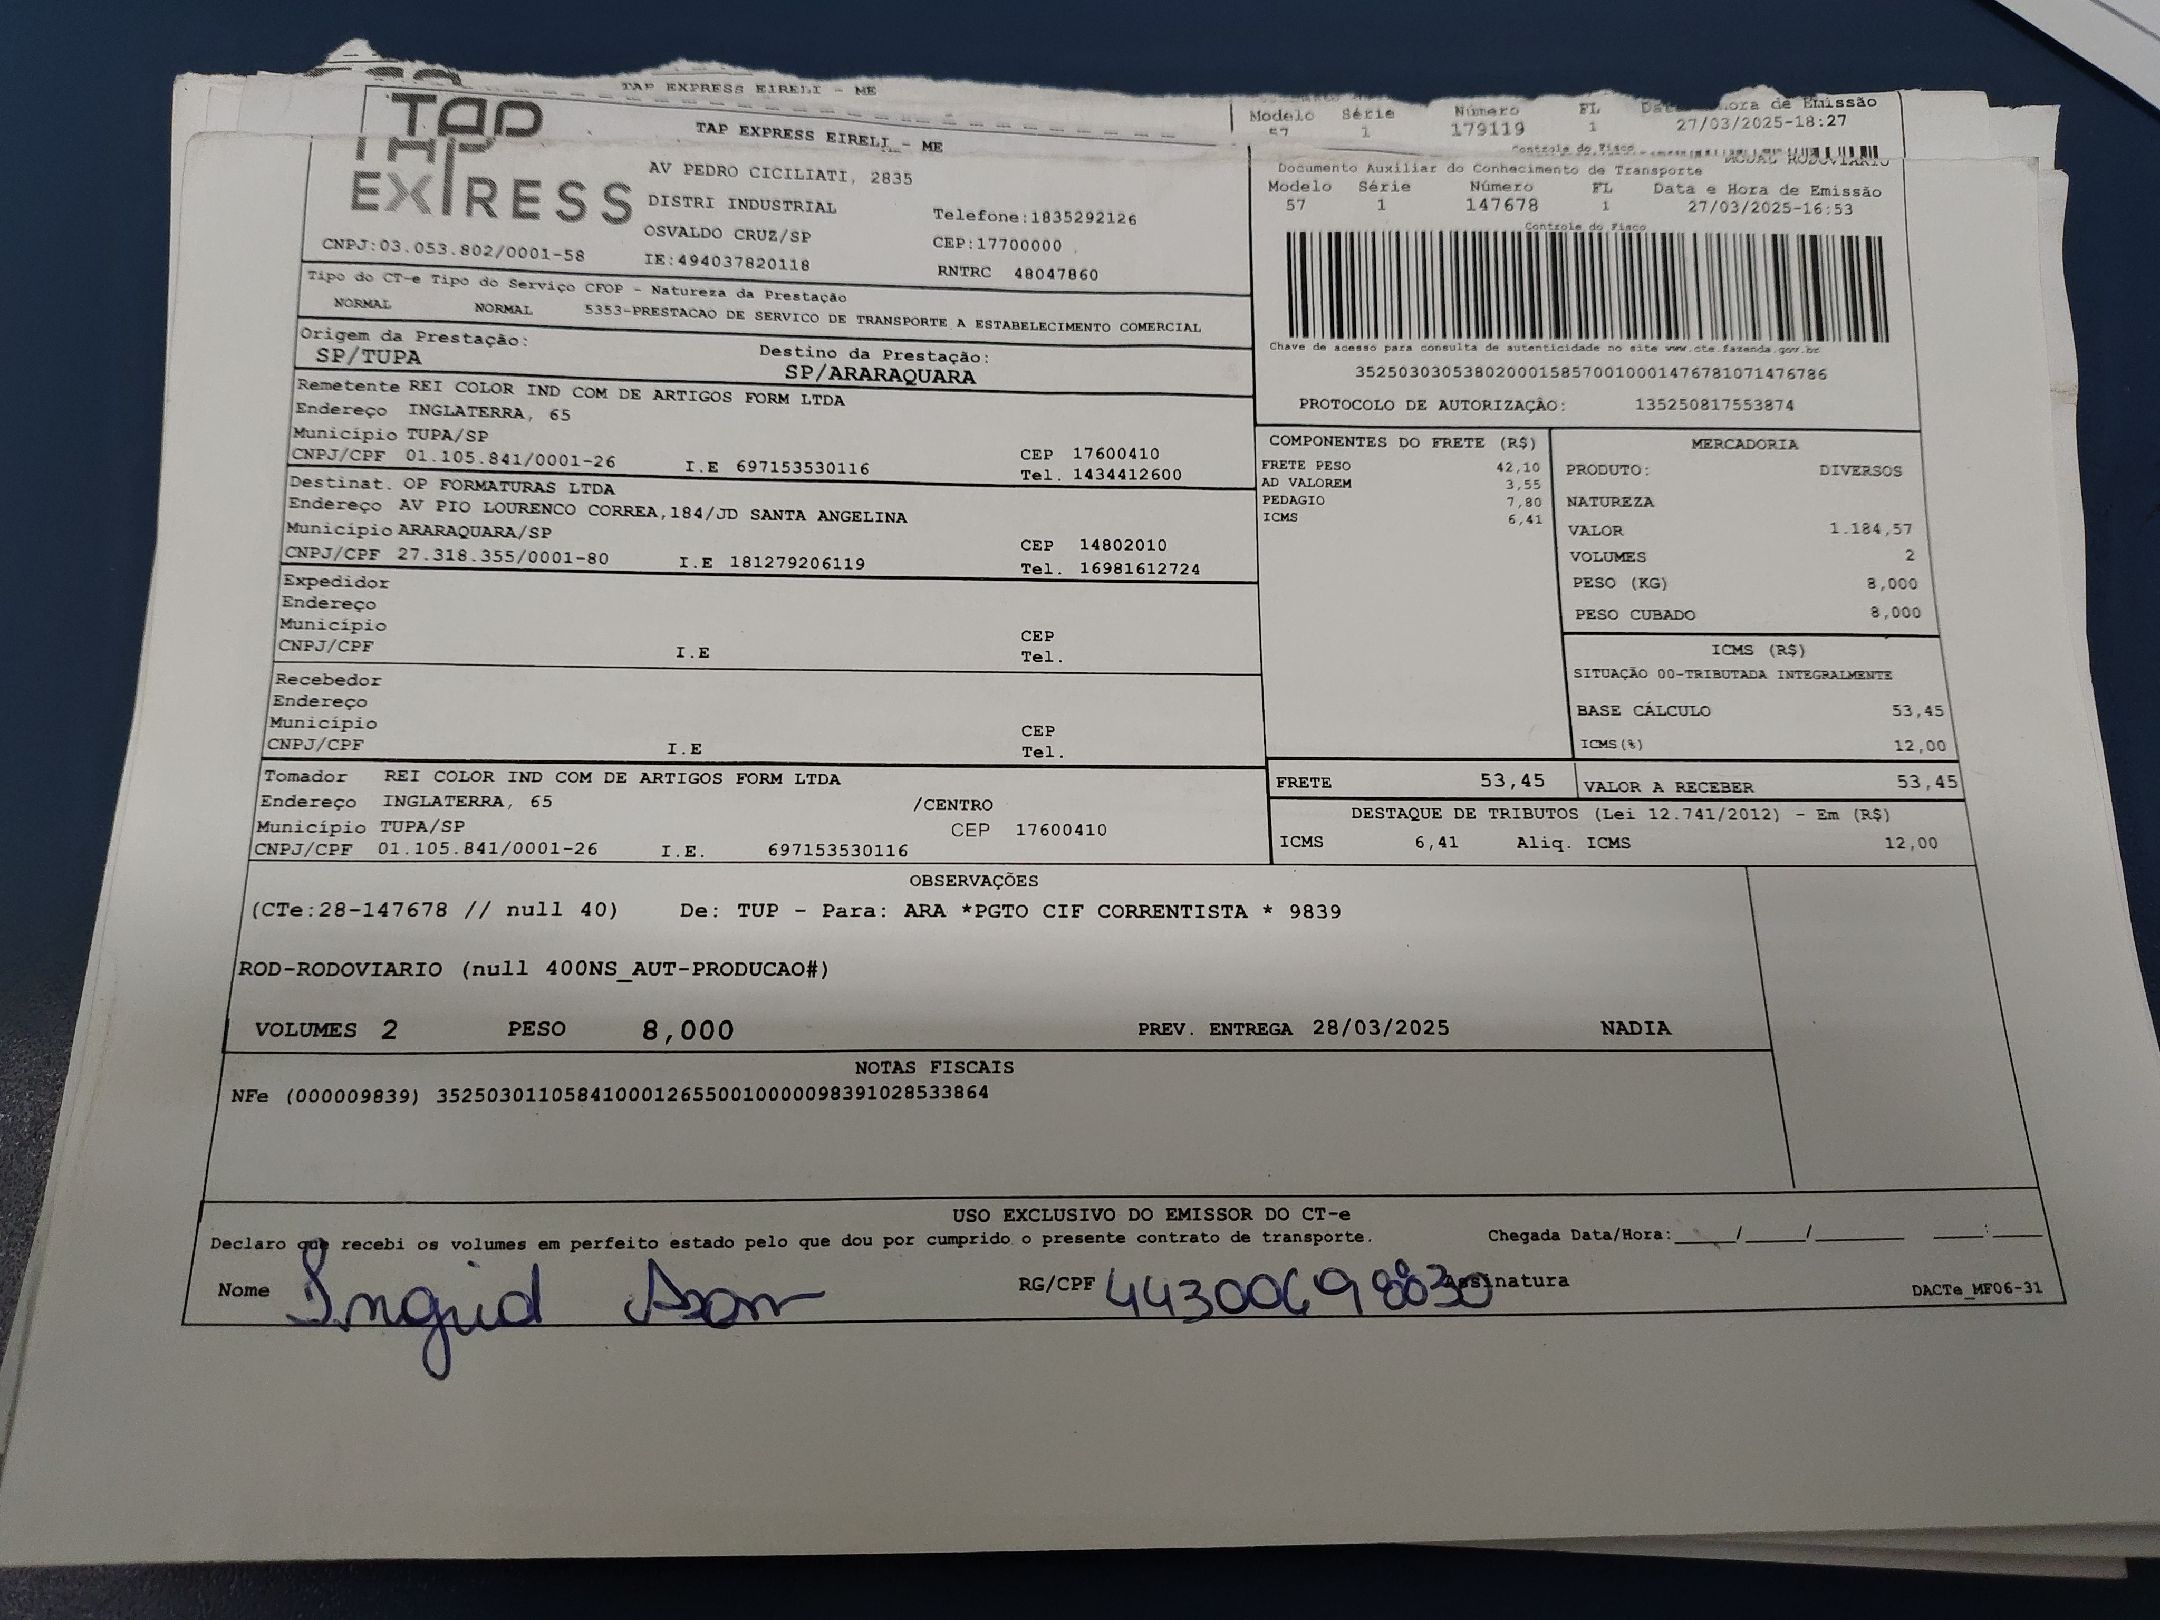 TAP EXPRESS EIRELI - ME
Modelo Série Número FL
57 1 179119 1 27/03/2025-18:27
Controle do Fisco
TAP
EXPRESS
TAP EXPRESS EIRELI - ME
AV PEDRO CICILIATI, 2835
DISTRI INDUSTRIAL
OSVALDO CRUZ/SP
CNPJ:03.053.802/0001-58 IE:494037820118
Telefone:1835292126
CEP:17700000
RNTRC 48047860
Documento Auxiliar do Conhecimento de Transporte
Modelo Série Número FL Data e Hora de Emissão
57 1 147678 1 27/03/2025-16:53
Controle do Fisco
Chave de acesso para consulta de autenticidade no site www.cte.fazenda.gov.br
35250303053802000158570010001476781071476786
PROTOCOLO DE AUTORIZAÇÃO: 135250817553874
Tipo do CT-e Tipo do Serviço CFOP - Natureza da Prestação
NORMAL NORMAL 5353-PRESTACAO DE SERVICO DE TRANSPORTE A ESTABELECIMENTO COMERCIAL
Origem da Prestação: Destino da Prestação:
SP/TUPA SP/ARARAQUARA
Remetente REI COLOR IND COM DE ARTIGOS FORM LTDA
Endereço INGLATERRA, 65
Município TUPA/SP CEP 17600410
CNPJ/CPF 01.105.841/0001-26 I.E 697153530116 Tel. 1434412600
Destinat. OP FORMATURAS LTDA
Endereço AV PIO LOURENCO CORREA,184/JD SANTA ANGELINA
Município ARARAQUARA/SP CEP 14802010
CNPJ/CPF 27.318.355/0001-80 I.E 181279206119 Tel. 16981612724
Expedidor
Endereço
Município CEP
CNPJ/CPF I.E Tel.
Recebedor
Endereço
Município CEP
CNPJ/CPF I.E Tel.
Tomador REI COLOR IND COM DE ARTIGOS FORM LTDA
Endereço INGLATERRA, 65 /CENTRO
Município TUPA/SP CEP 17600410
CNPJ/CPF 01.105.841/0001-26 I.E. 697153530116
COMPONENTES DO FRETE (R$)
FRETE PESO 42,10
AD VALOREM 3,55
PEDAGIO 7,80
ICMS 6,41
MERCADORIA
PRODUTO: DIVERSOS
NATUREZA
VALOR 1.184,57
VOLUMES 2
PESO (KG) 8,000
PESO CUBADO 8,000
ICMS (R$)
SITUAÇÃO 00-TRIBUTADA INTEGRALMENTE
BASE CÁLCULO 53,45
ICMS(%) 12,00
FRETE 53,45 VALOR A RECEBER 53,45
DESTAQUE DE TRIBUTOS (Lei 12.741/2012) - Em (R$)
ICMS 6,41 Aliq. ICMS 12,00
OBSERVAÇÕES
(CTe:28-147678 // null 40) De: TUP - Para: ARA *PGTO CIF CORRENTISTA * 9839
ROD-RODOVIARIO (null 400NS_AUT-PRODUCAO#)
VOLUMES 2 PESO 8,000 PREV. ENTREGA 28/03/2025 NADIA
NOTAS FISCAIS
NFe (000009839) 35250301105841000126550010000098391028533864
USO EXCLUSIVO DO EMISSOR DO CT-e
Declaro que recebi os volumes em perfeito estado pelo que dou por cumprido o presente contrato de transporte. Chegada Data/Hora:____/____/______ ___:___
Nome Ingrid RG/CPF Assinatura DACTe_MF06-31